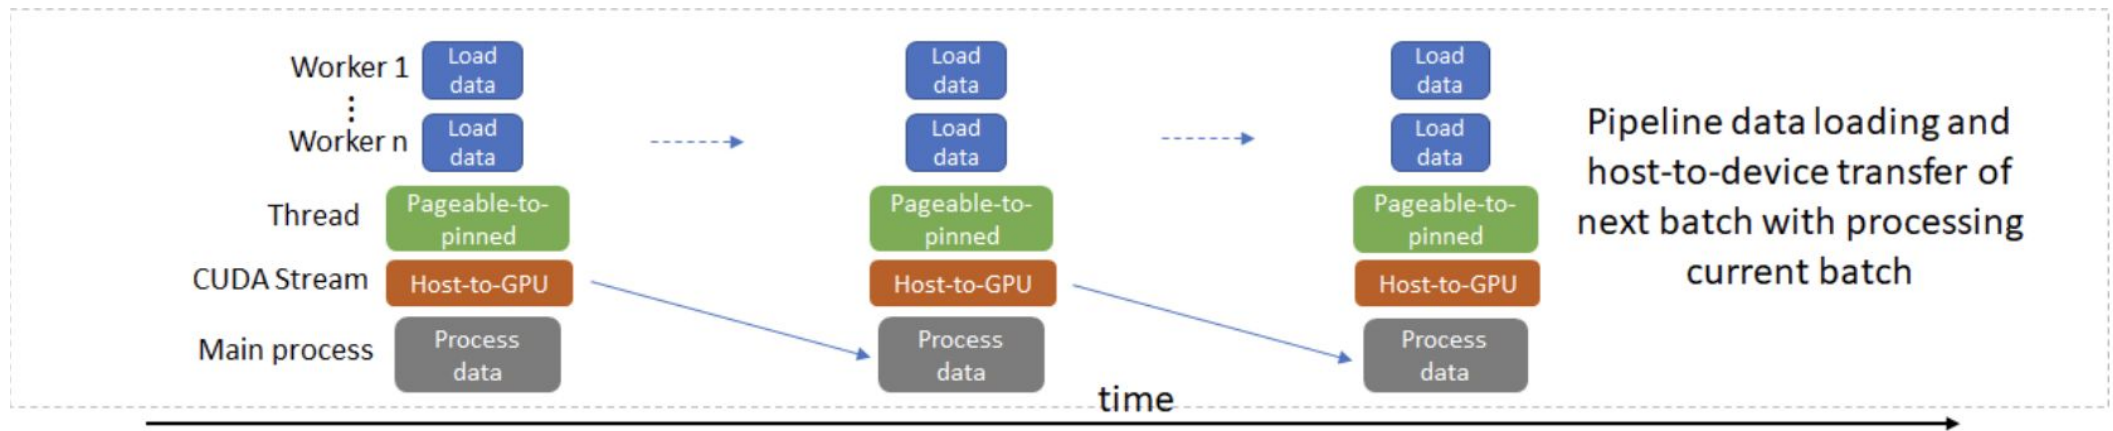 Worker 1
Load
data
Load
data
Load
data
Worker n
Load
data
Load
data
Load
data
Thread
Pageable-to-
pinned
Pageable-to-
pinned
Pageable-to-
pinned
CUDA Stream
Host-to-GPU
Host-to-GPU
Host-to-GPU
Main process
Process
data
Process
data
Process
data
Pipeline data loading and
host-to-device transfer of
next batch with processing
current batch
time